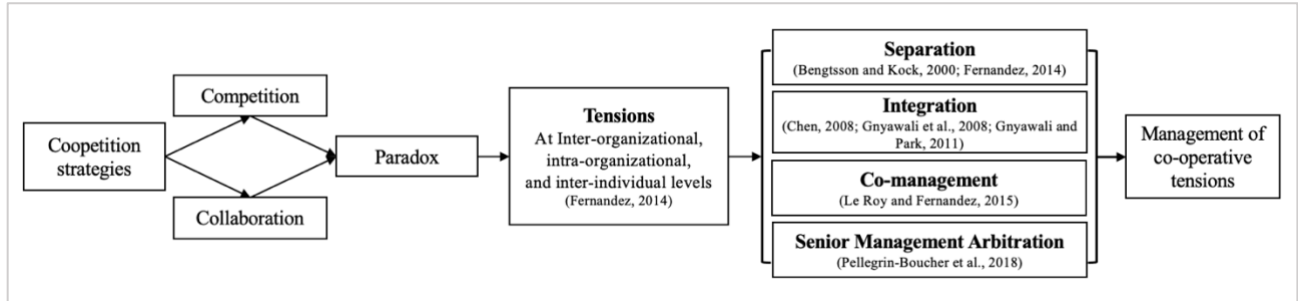 Coopetition
strategies
Competition
Collaboration
Paradox
Tensions
At Inter-organizational,
intra-organizational,
and inter-individual levels
(Fernandez, 2014)
Separation
(Bengtsson and Kock, 2000; Fernandez, 2014)
Integration
(Chen, 2008; Gnyawali et al., 2008; Gnyawali and
Park, 2011)
Co-management
(Le Roy and Fernandez, 2015)
Senior Management Arbitration
(Pellegrin-Boucher et al., 2018)
Management of
co-operative
tensions